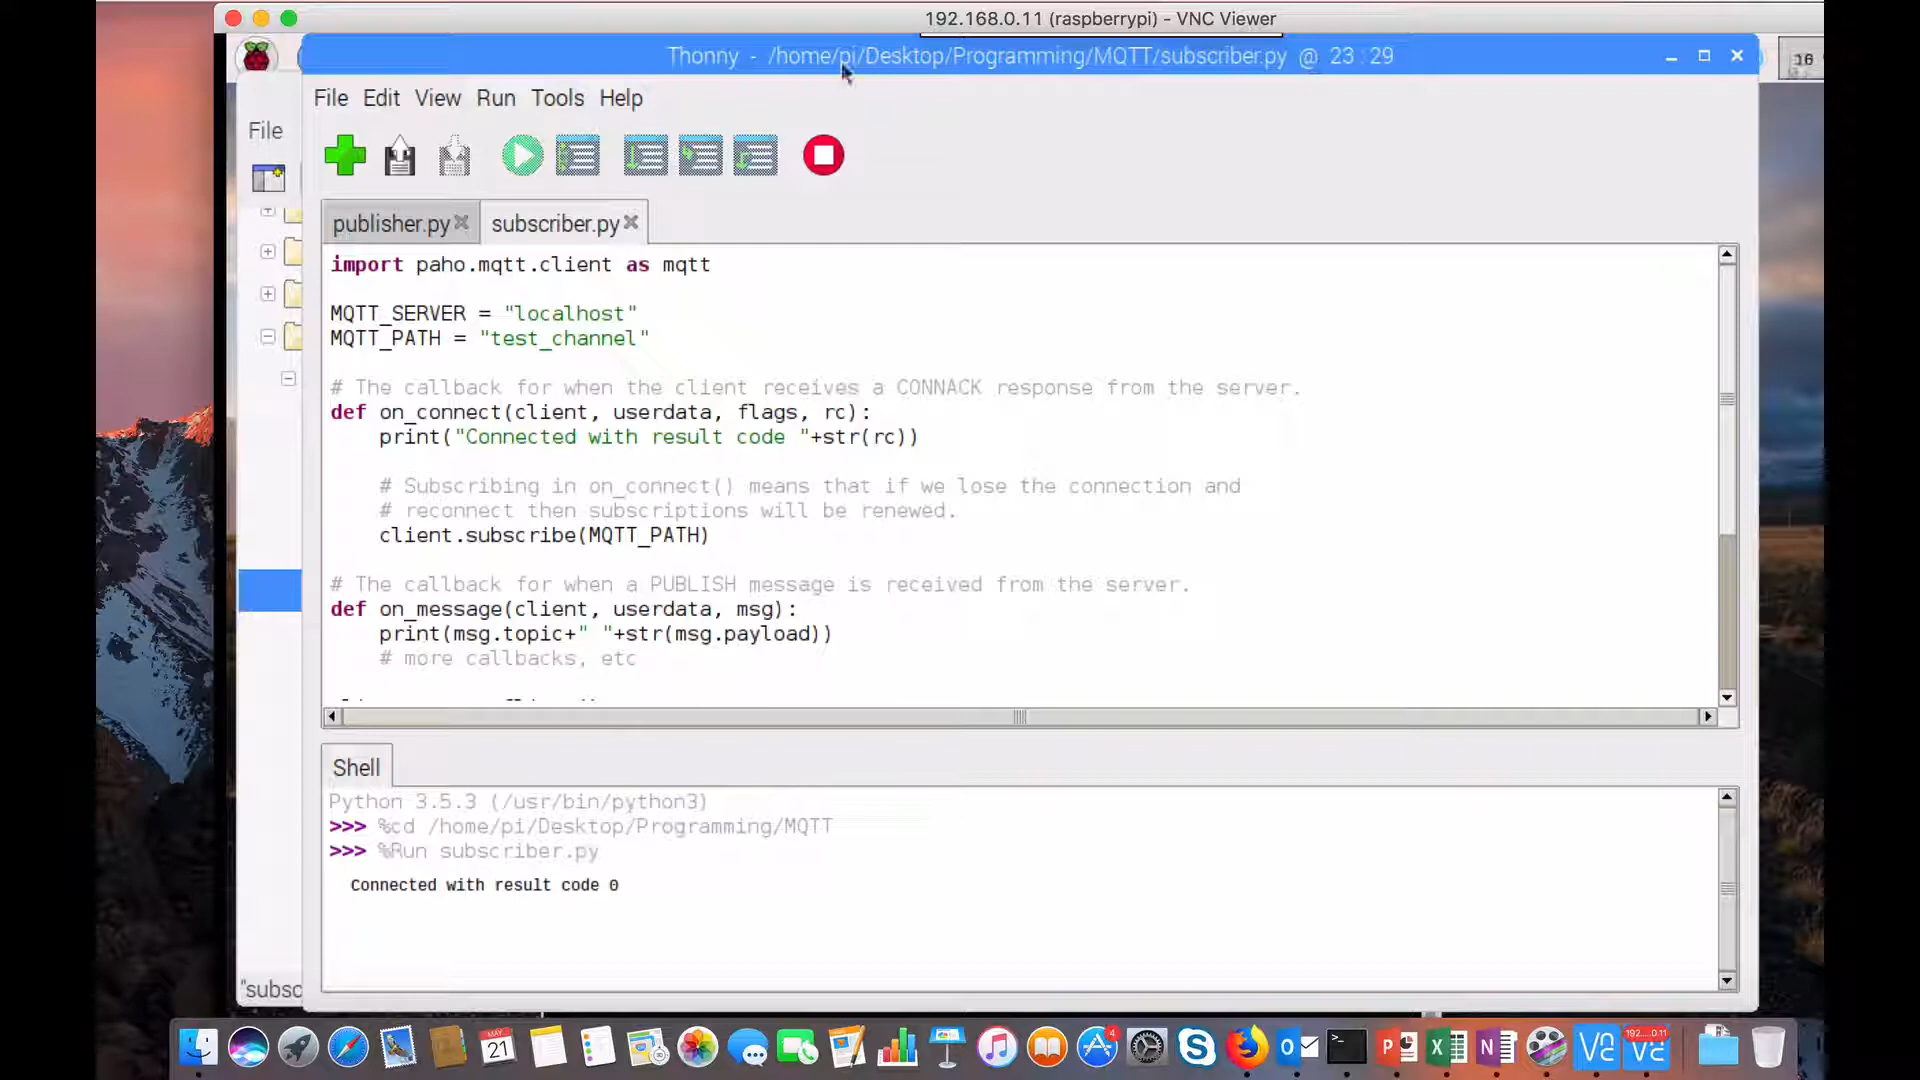 192.168.0.11 (raspberrypi) - VNC Viewer
Thonny - /home/pi/Desktop/Programming/MQTT/subscriber.py @ 23 : 29
16
File Edit View Run Tools Help
File
publisher.py
subscriber.py
import paho.mqtt.client as mqtt
MQTT_SERVER = "localhost"
MQTT_PATH = "test_channel"
# The callback for when the client receives a CONNACK response from the server.
def on_connect(client, userdata, flags, rc):
print("Connected with result code "+str(rc))
# Subscribing in on_connect() means that if we lose the connection and
# reconnect then subscriptions will be renewed.
client.subscribe(MQTT_PATH)
# The callback for when a PUBLISH message is received from the server.
def on_message(client, userdata, msg):
print(msg.topic+" "+str(msg.payload))
# more callbacks, etc
Shell
Python 3.5.3 (/usr/bin/python3)
>>> %cd /home/pi/Desktop/Programming/MQTT
>>> %Run subscriber.py
Connected with result code 0
"subsc
MAY
21
4
192....0.11